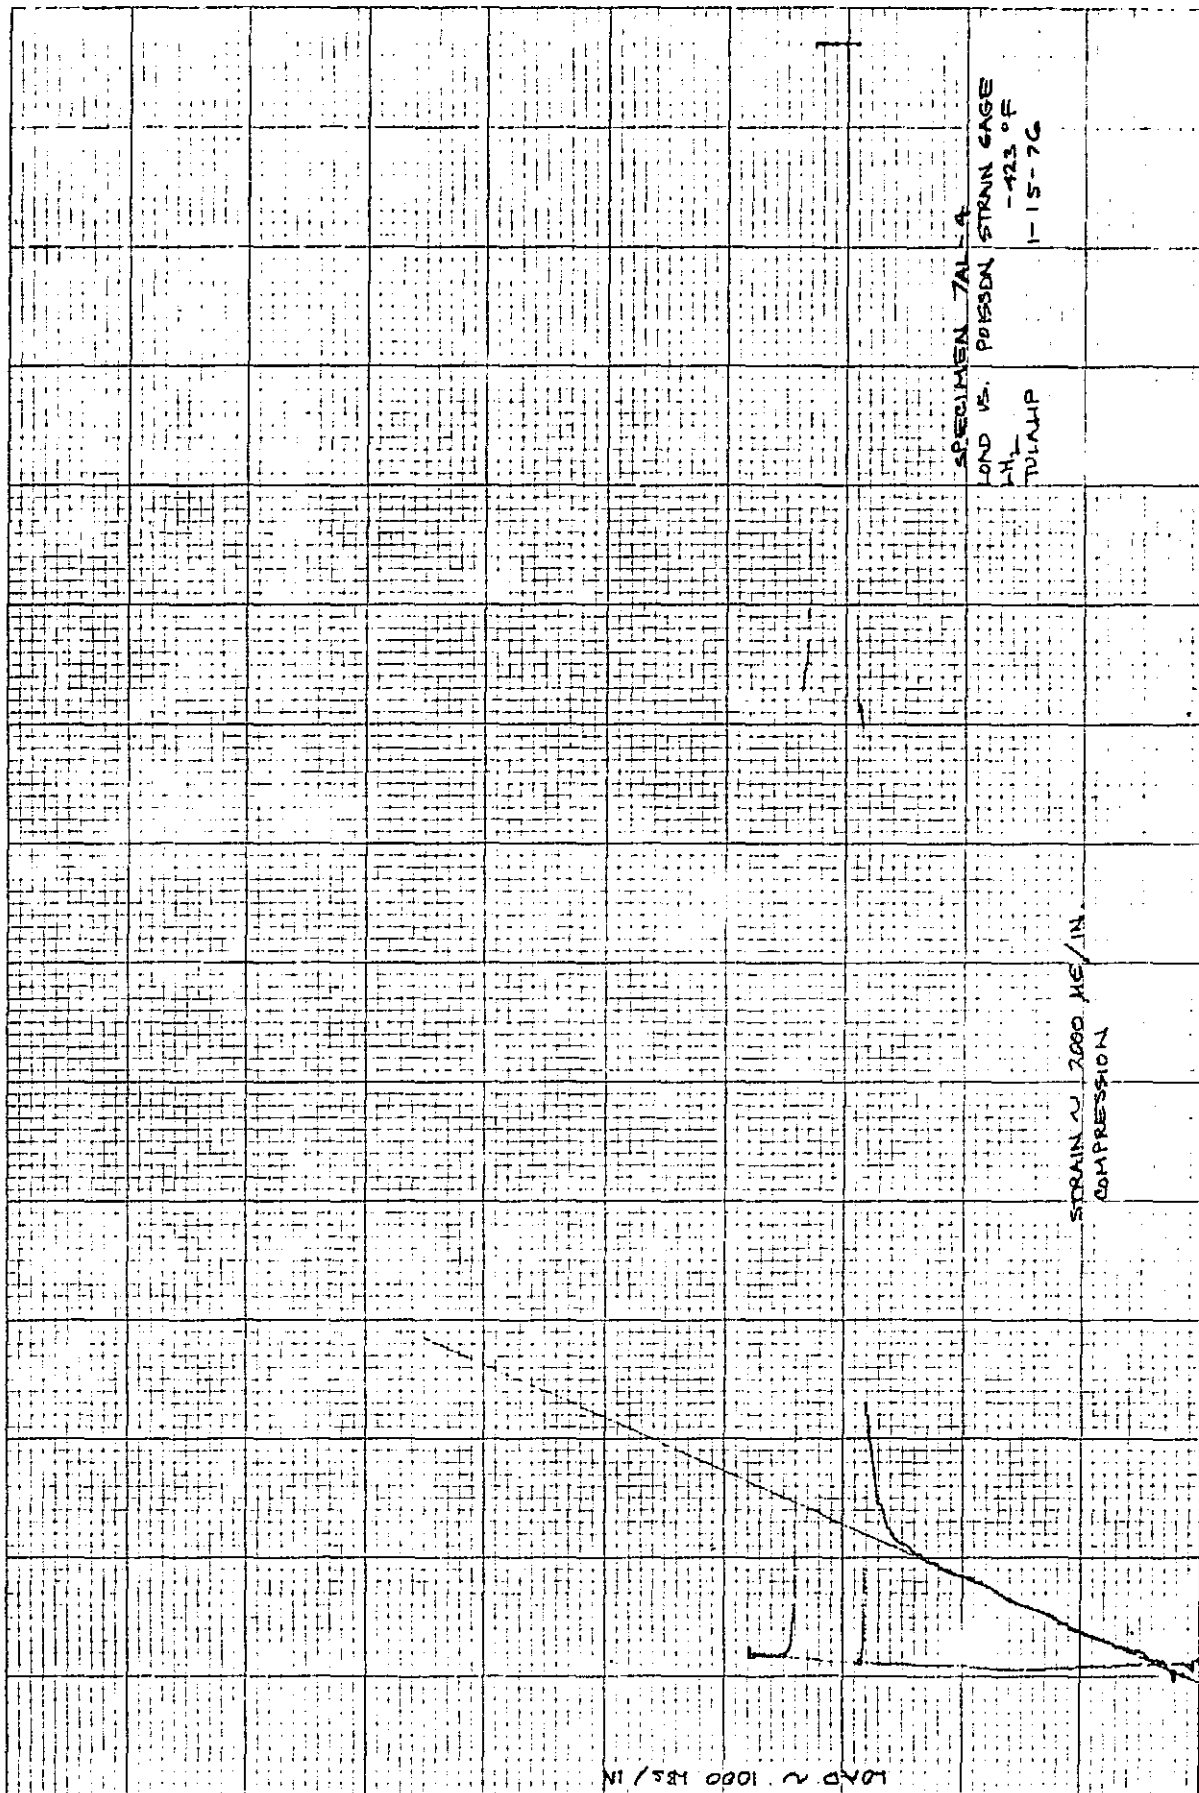 SPECIMEN 7AL-4
LOAD VS. POISSON STRAIN GAGE
LH2 -423 °F
1-15-76
STRAIN ~ 2000 µE/IN.
COMPRESSION
LOAD ~ 1000 LBS/IN